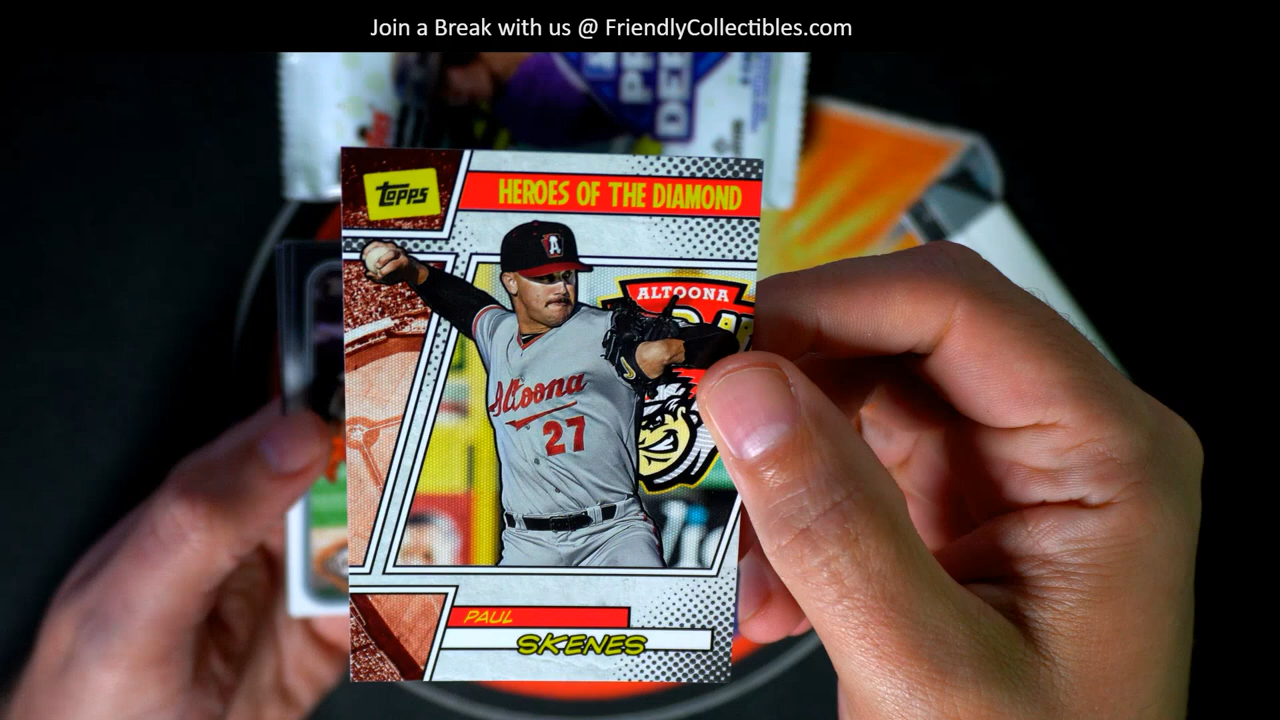 Join a Break with us @ FriendlyCollectibles.com
TOPPS
HEROES OF THE DIAMOND
A
ALTOONA
Altoona
27
PAUL
SKENES